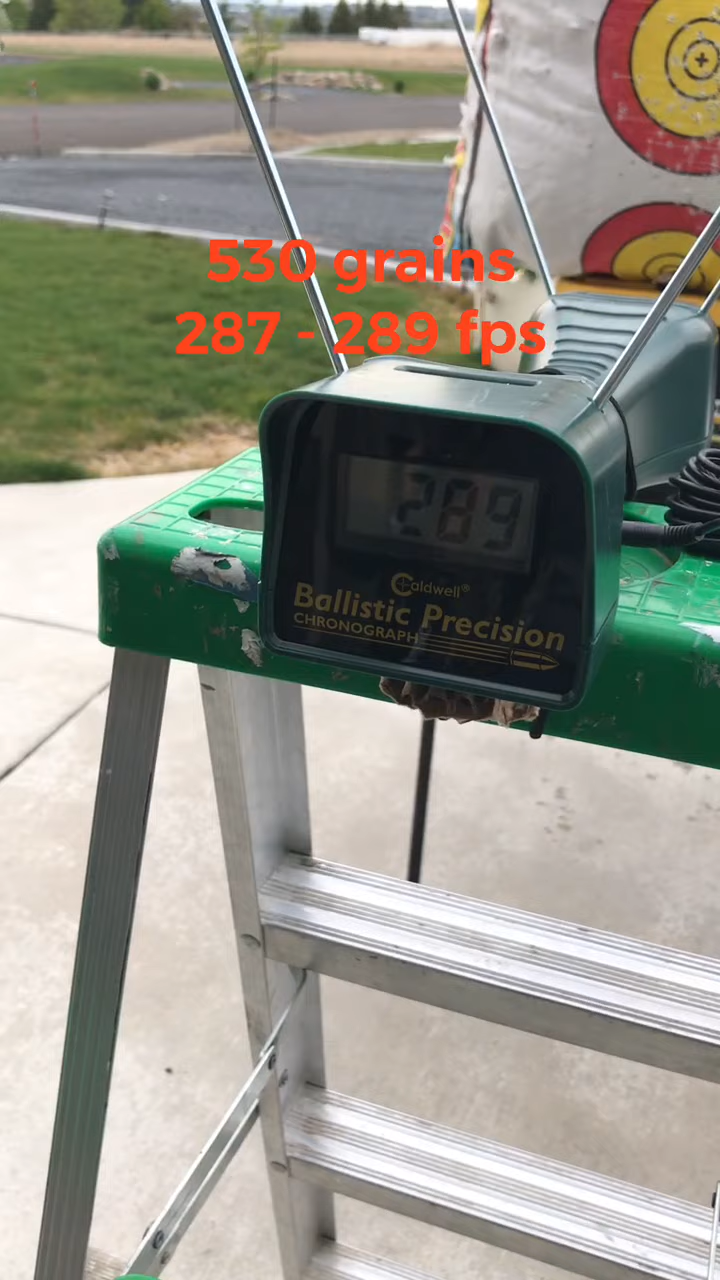 530 grains
287 - 289 fps
289
Caldwell®
Ballistic Precision
CHRONOGRAPH